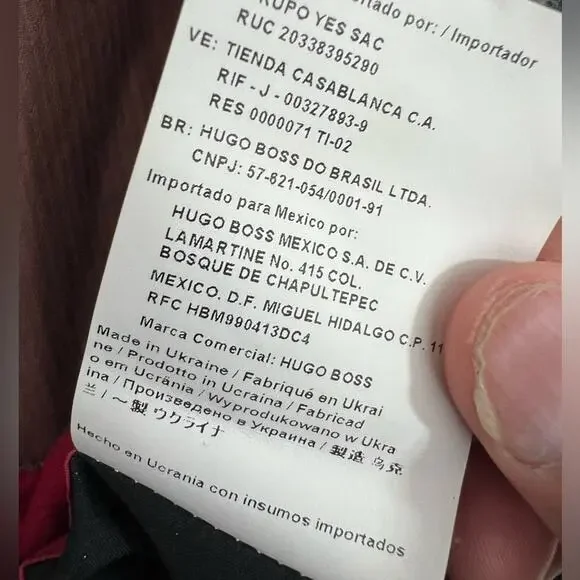 rtado por: / Importador
RUPO YES SAC
RUC 20338395290
VE: TIENDA CASABLANCA C.A.
RIF - J - 00327893-9
RES 0000071 TI-02
BR: HUGO BOSS DO BRASIL LTDA.
CNPJ: 57-621-054/0001-91
Importado para Mexico por:
HUGO BOSS MEXICO S.A. DE C.V.
LAMARTINE No. 415 COL.
BOSQUE DE CHAPULTEPEC
MEXICO. D.F. MIGUEL HIDALGO C.P. 11
RFC HBM990413DC4
Marca Comercial: HUGO BOSS
Made in Ukraine / Fabriqué en Ukrai
ne / Prodotto in Ucraina / Fabricad
o em Ucrânia / Wyprodukowano w Ukra
ina / Произведено в Украина / 製造 乌克
兰 / ～製 ウクライナ
Hecho en Ucrania con insumos importados